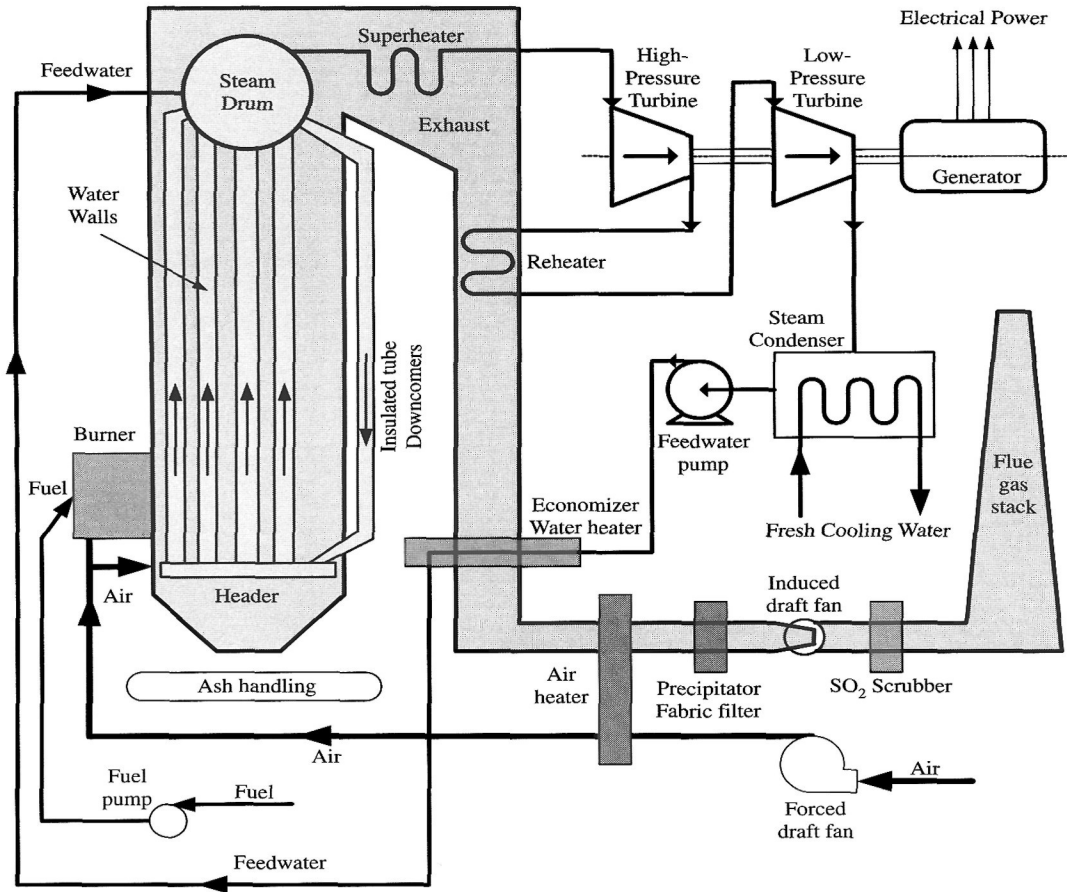 Electrical Power
Superheater
High-
Pressure
Turbine
Low-
Pressure
Turbine
Feedwater
Steam
Drum
Exhaust
Generator
Water
Walls
Reheater
Steam
Condenser
Insulated tube
Downcomers
Burner
Feedwater
pump
Fuel
Flue
gas
stack
Economizer
Water heater
Fresh Cooling Water
Air
Header
Induced
draft fan
Ash handling
Air
heater
Precipitator
Fabric filter
SO₂ Scrubber
Air
Fuel
pump
Fuel
Air
Forced
draft fan
Feedwater